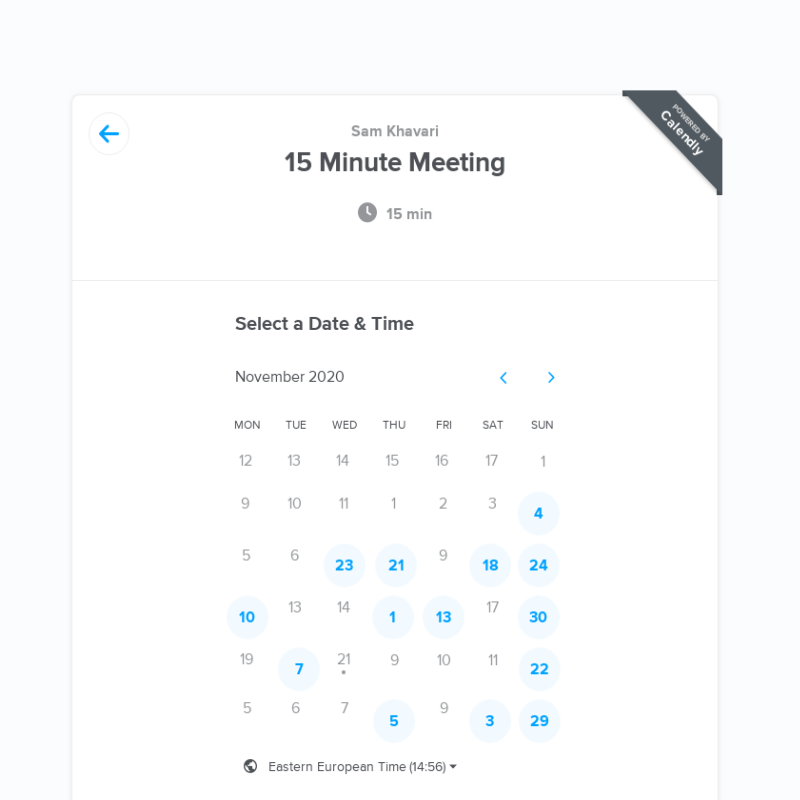 POWERED BY
Calendly
Sam Khavari
15 Minute Meeting
15 min
Select a Date & Time
November 2020
MON TUE WED THU FRI SAT SUN
12 13 14 15 16 17 1
9 10 11 1 2 3 4
5 6 23 21 9 18 24
10 13 14 1 13 17 30
19 7 21 9 10 11 22
5 6 7 5 9 3 29
Eastern European Time (14:56)